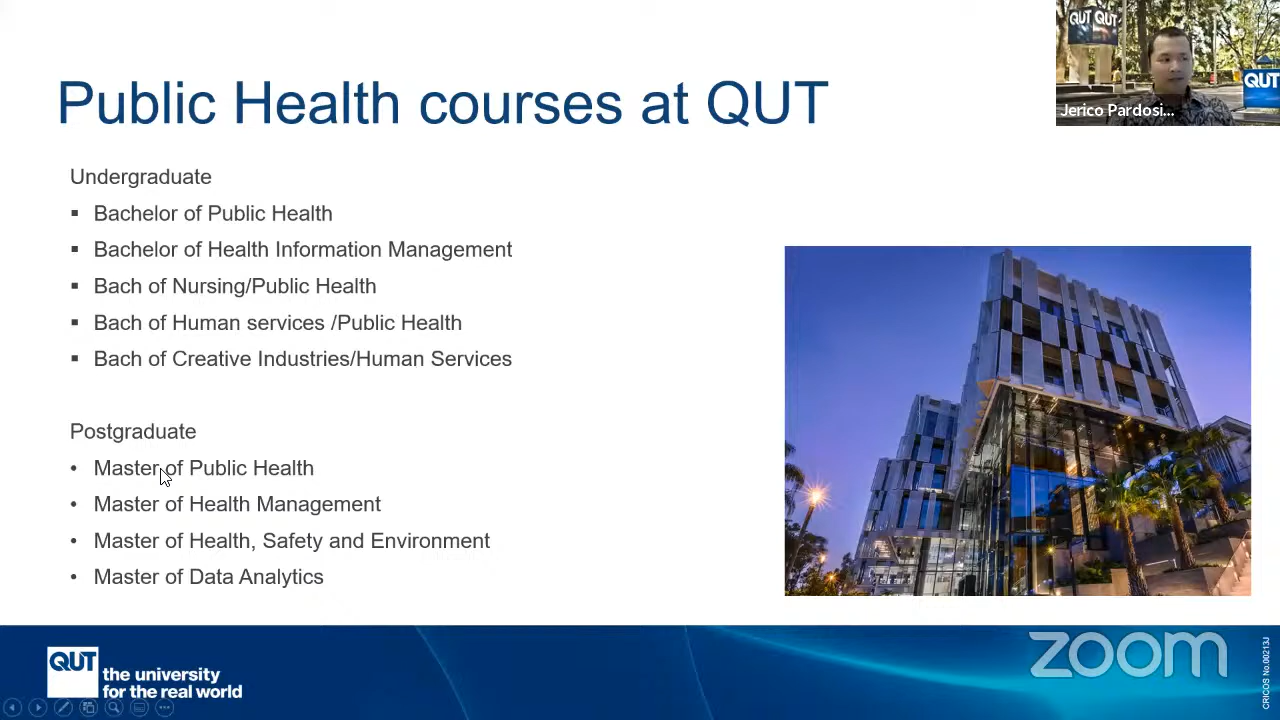 Public Health courses at QUT
Undergraduate
Bachelor of Public Health
Bachelor of Health Information Management
Bach of Nursing/Public Health
Bach of Human services /Public Health
Bach of Creative Industries/Human Services
Postgraduate
Master of Public Health
Master of Health Management
Master of Health, Safety and Environment
Master of Data Analytics
QUT QUT
QUT
Jerico Pardosi...
QUT
the university
for the real world
zoom
CRICOS No.00213J